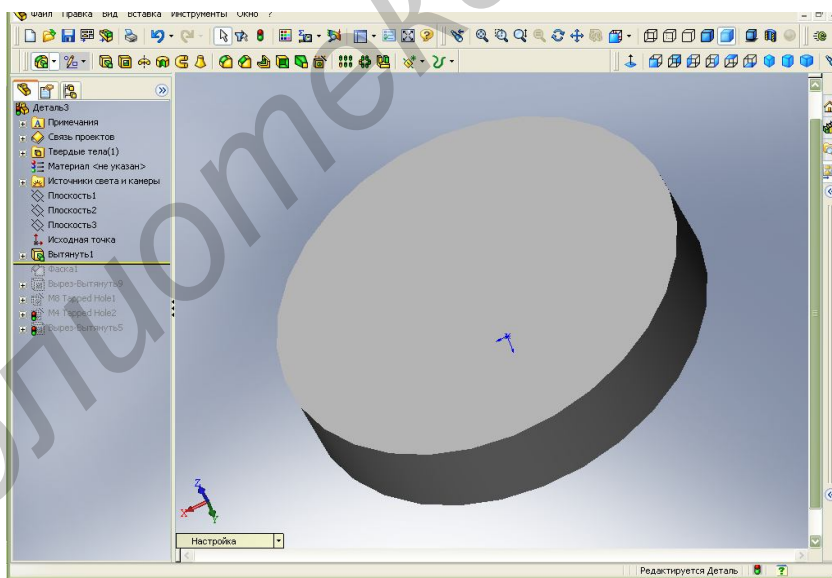 Файл Правка Вид Вставка Инструменты Окно ?
Деталь3
Примечания
Связь проектов
Твердые тела(1)
Материал <не указан>
Источники света и камеры
Плоскость1
Плоскость2
Плоскость3
Исходная точка
Вытянуть1
Фаска1
Вырез-Вытянуть9
M8 Tapped Hole1
M4 Tapped Hole2
Вырез-Вытянуть5
Z
X
Y
Настройка
Редактируется Деталь